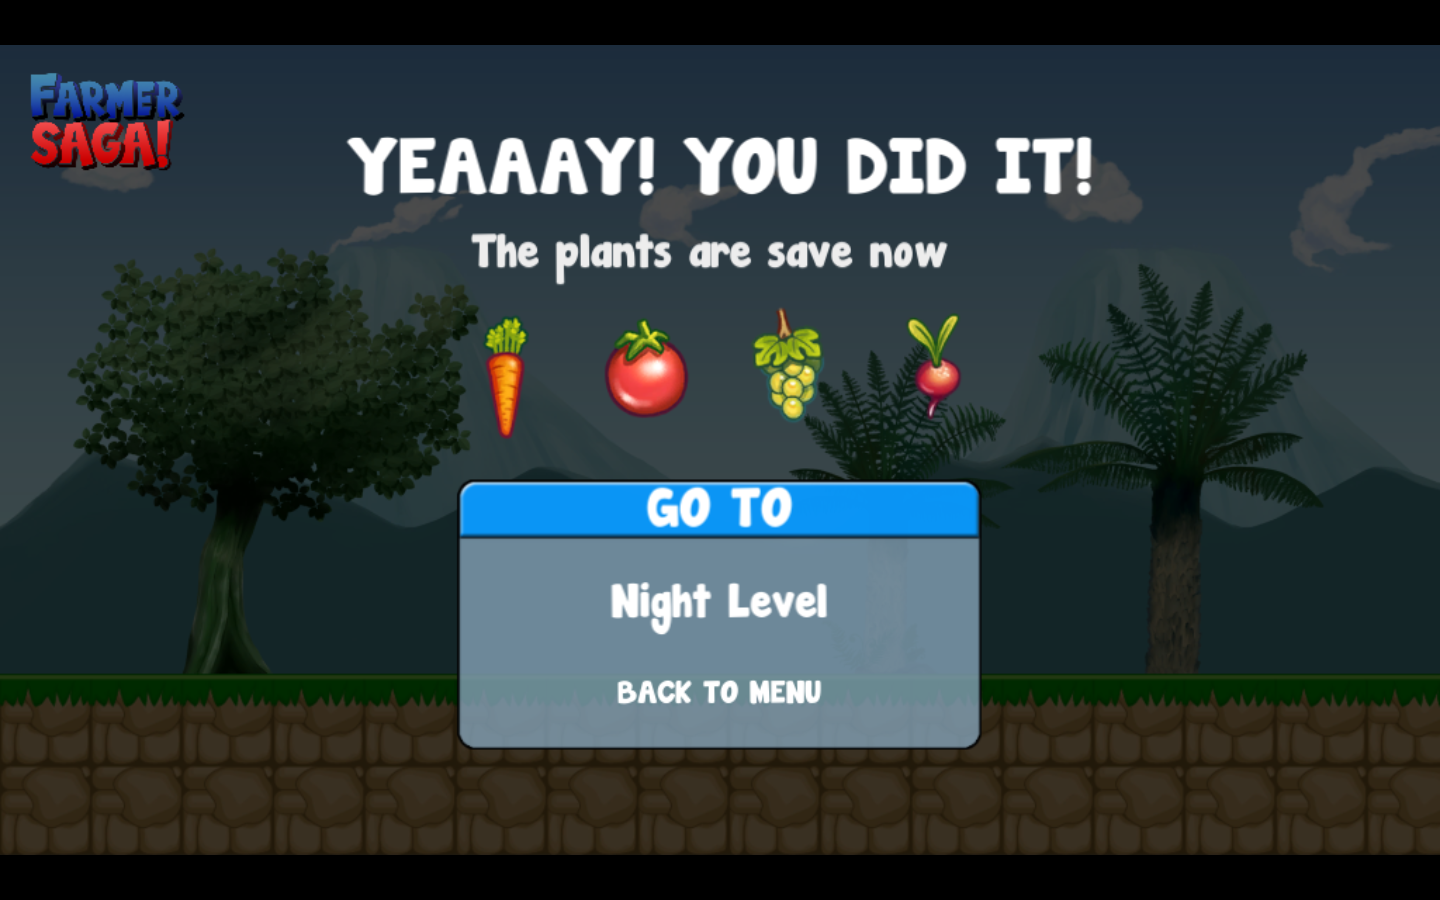 FARMER
SAGA!
YEAAAY! YOU DID IT!
The plants are save now
GO TO
Night Level
BACK TO MENU